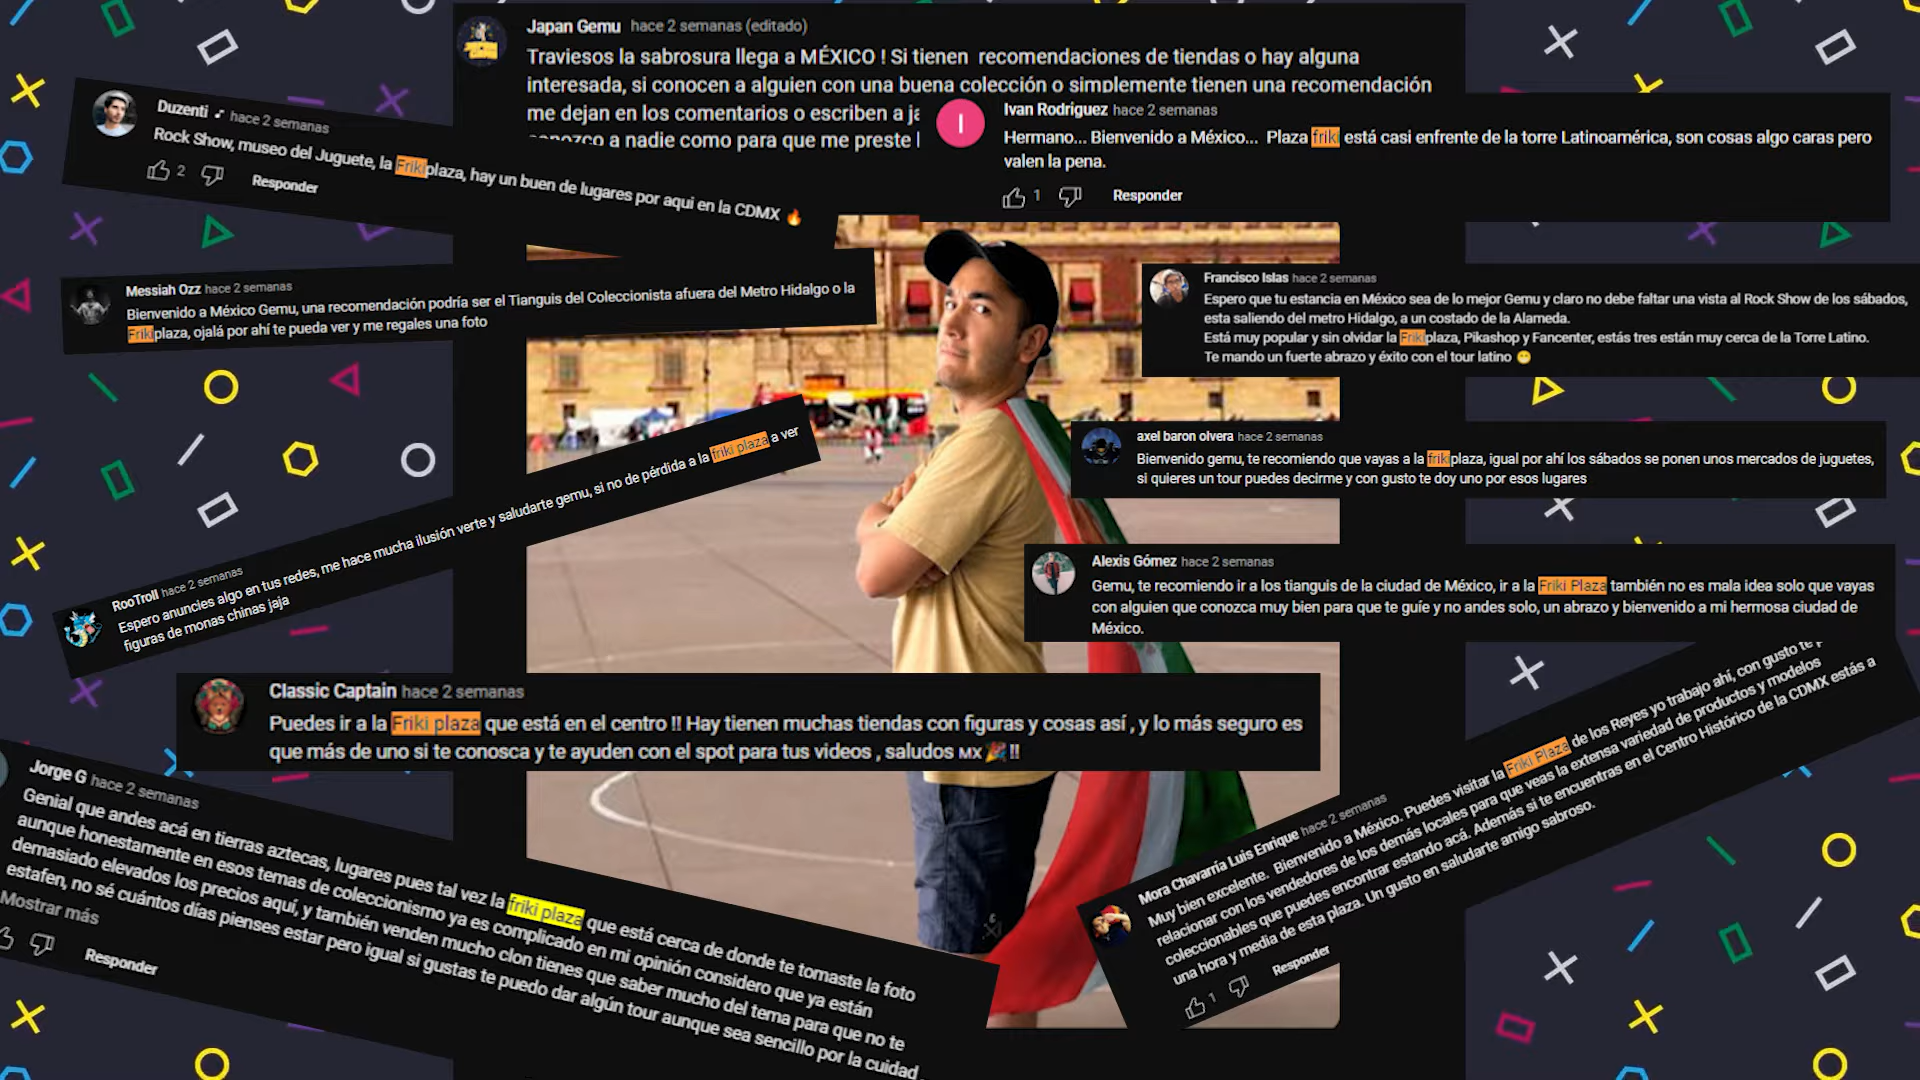 Japan Gemu hace 2 semanas (editado)
Traviesos la sabrosura llega a MÉXICO ! Si tienen recomendaciones de tiendas o hay alguna
interesada, si conocen a alguien con una buena colección o simplemente tienen una recomendación
me dejan en los comentarios o escriben a
conozco a nadie como para que me preste
Duzenti hace 2 semanas
Rock Show, museo del Juguete, la Frikiplaza, hay un buen de lugares por aqui en la CDMX 🔥
2 Responder
Ivan Rodriguez hace 2 semanas
Hermano... Bienvenido a México... Plaza friki está casi enfrente de la torre Latinoamérica, son cosas algo caras pero
valen la pena.
1 Responder
Messiah Ozz hace 2 semanas
Bienvenido a México Gemu, una recomendación podría ser el Tianguis del Coleccionista afuera del Metro Hidalgo o la
Frikiplaza, ojalá por ahí te pueda ver y me regales una foto
Francisco Islas hace 2 semanas
Espero que tu estancia en México sea de lo mejor Gemu y claro no debe faltar una vista al Rock Show de los sábados,
esta saliendo del metro Hidalgo, a un costado de la Alameda.
Está muy popular y sin olvidar la Frikiplaza, Pikashop y Fancenter, estás tres están muy cerca de la Torre Latino.
Te mando un fuerte abrazo y éxito con el tour latino 😁
axel baron olvera hace 2 semanas
Bienvenido gemu, te recomiendo que vayas a la frikiplaza, igual por ahí los sábados se ponen unos mercados de juguetes,
si quieres un tour puedes decirme y con gusto te doy uno por esos lugares
RooTroll hace 2 semanas
Espero anuncies algo en tus redes, me hace mucha ilusión verte y saludarte gemu, si no de pérdida a la friki plaza a ver
figuras de monas chinas jaja
Alexis Gómez hace 2 semanas
Gemu, te recomiendo ir a los tianguis de la ciudad de México, ir a la Friki Plaza también no es mala idea solo que vayas
con alguien que conozca muy bien para que te guíe y no andes solo, un abrazo y bienvenido a mi hermosa ciudad de
México.
Classic Captain hace 2 semanas
Puedes ir a la Friki plaza que está en el centro !! Hay tienen muchas tiendas con figuras y cosas así , y lo más seguro es
que más de uno si te conosca y te ayuden con el spot para tus videos , saludos MX 🎉!!
Jorge G hace 2 semanas
Genial que andes acá en tierras aztecas, lugares pues tal vez la friki plaza que está cerca de donde te tomaste la foto
aunque honestamente en esos temas de coleccionismo ya es complicado en mi opinión considero que ya están
demasiado elevados los precios aquí, y también venden mucho clon tienes que saber mucho del tema para que no te
estafen, no sé cuántos días pienses estar pero igual si gustas te puedo dar algún tour aunque sea sencillo por la cuidad
Mostrar más
Responder
Mora Chavarría Luis Enrique hace 2 semanas
Muy bien excelente. Bienvenido a México. Puedes visitar la Friki Plaza de los Reyes yo trabajo ahí, con gusto te
relacionar con los vendedores de los demás locales para que veas la extensa variedad de productos y modelos
coleccionables que puedes encontrar estando acá. Además si te encuentras en el Centro Histórico de la CDMX estás a
una hora y media de esta plaza. Un gusto en saludarte amigo sabroso.
1 Responder